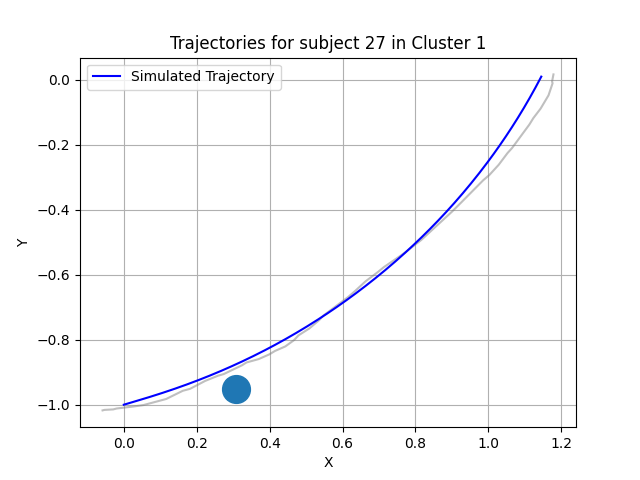 Trajectories for subject 27 in Cluster 1
Simulated Trajectory
0.0
−0.2
−0.4
−0.6
−0.8
−1.0
Y
0.0 0.2 0.4 0.6 0.8 1.0 1.2
X